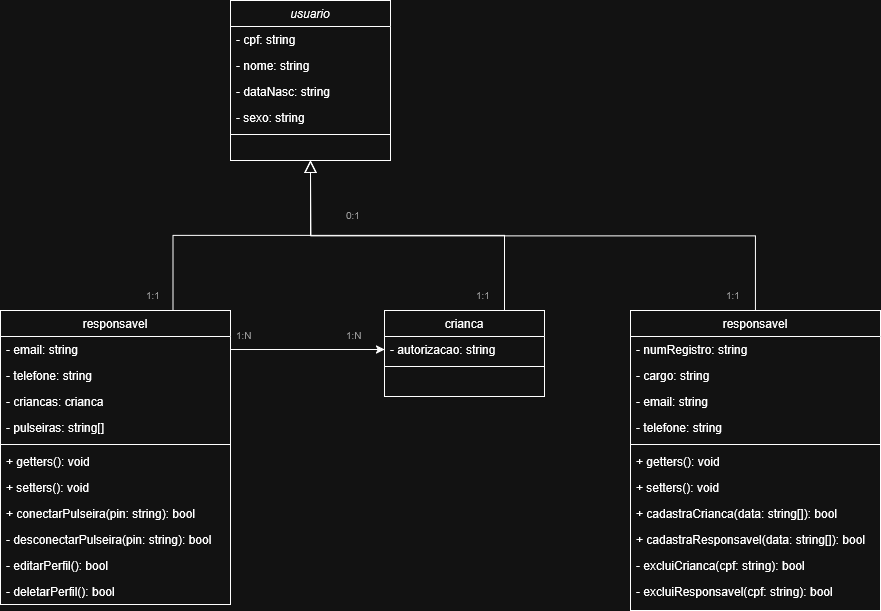 usuario
- cpf: string
- nome: string
- dataNasc: string
- sexo: string
0:1
1:1
1:1
1:1
responsavel
- email: string
- telefone: string
- criancas: crianca
- pulseiras: string[]
+ getters(): void
+ setters(): void
+ conectarPulseira(pin: string): bool
- desconectarPulseira(pin: string): bool
- editarPerfil(): bool
- deletarPerfil(): bool
1:N
1:N
crianca
- autorizacao: string
responsavel
- numRegistro: string
- cargo: string
- email: string
- telefone: string
+ getters(): void
+ setters(): void
+ cadastraCrianca(data: string[]): bool
+ cadastraResponsavel(data: string[]): bool
- excluiCrianca(cpf: string): bool
- excluiResponsavel(cpf: string): bool